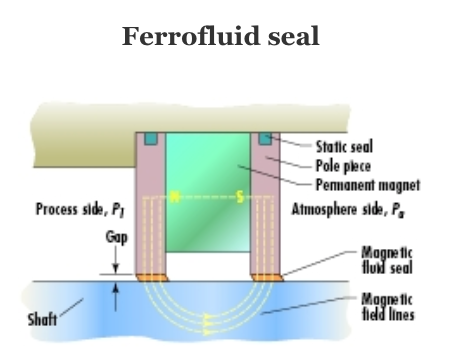 Ferrofluid seal
Static seal
Pole piece
Permanent magnet
N
S
Process side, P₁
Atmosphere side, Pₐ
Gap
Magnetic
fluid seal
Magnetic
field lines
Shaft